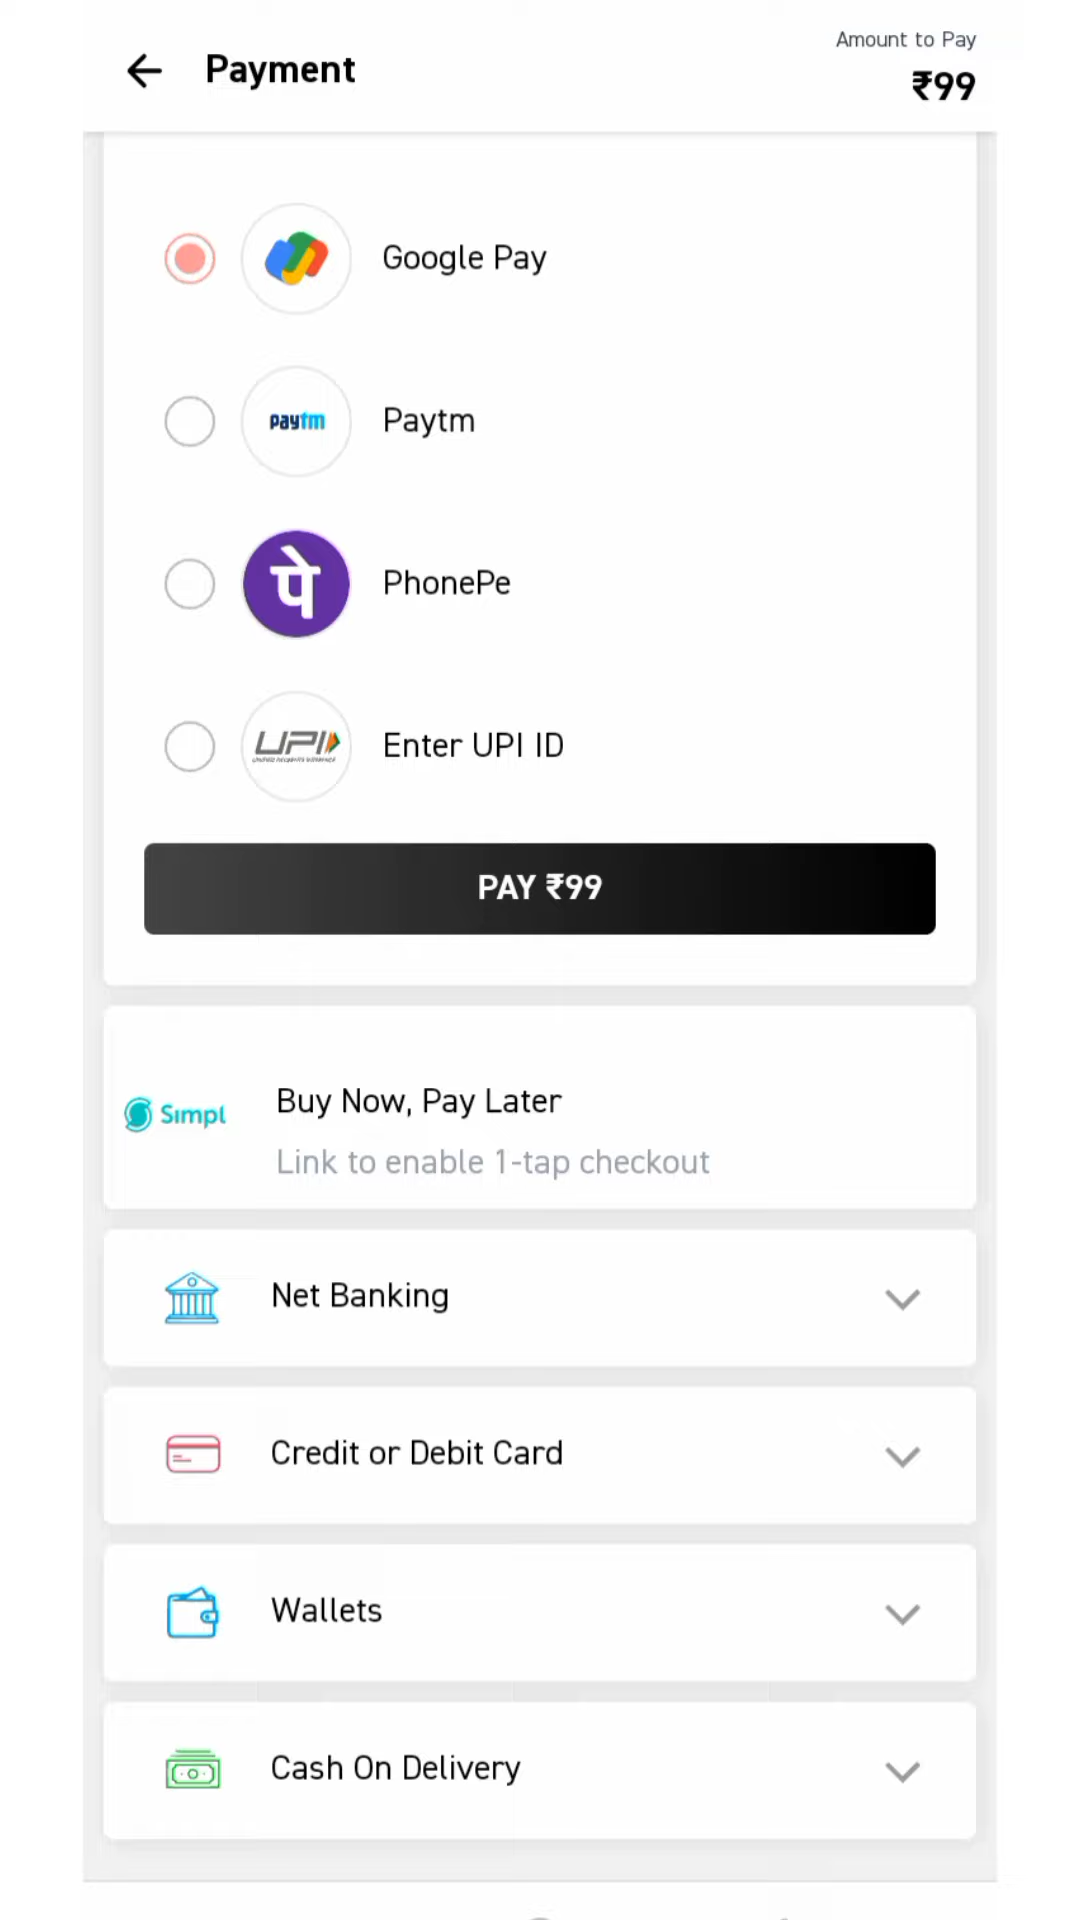 Payment
Amount to Pay
₹99
Google Pay
paytm
Paytm
पे
PhonePe
UPI
Enter UPI ID
PAY ₹99
Simpl
Buy Now, Pay Later
Link to enable 1-tap checkout
Net Banking
Credit or Debit Card
Wallets
Cash On Delivery